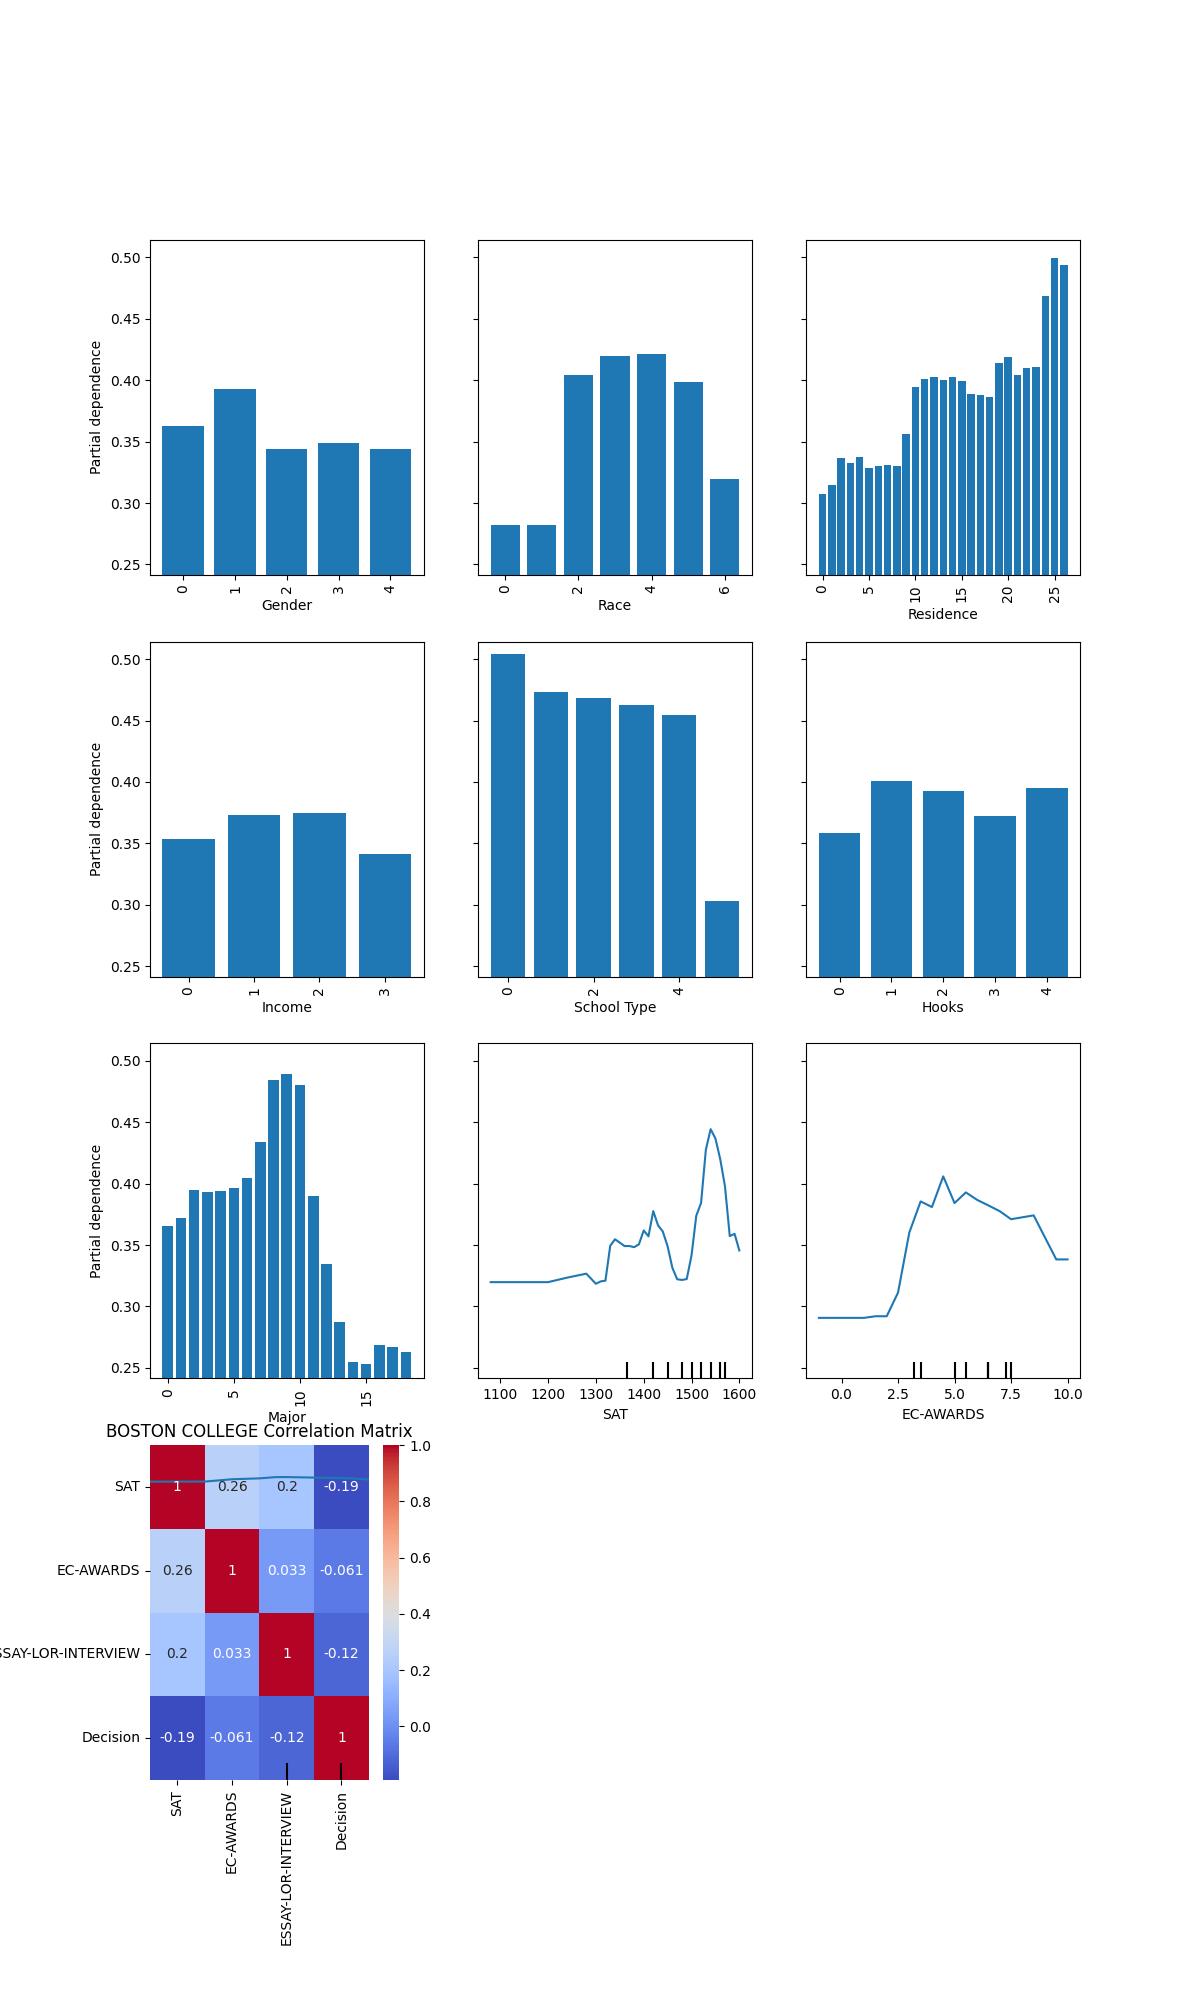 0.50
0.45
0.40
0.35
0.30
0.25
Partial dependence
0 1 2 3 4
Gender
0 2 4 6
Race
0 5 10 15 20 25
Residence
0.50
0.45
0.40
0.35
0.30
0.25
Partial dependence
0 1 2 3
Income
0 2 4
School Type
0 1 2 3 4
Hooks
0.50
0.45
0.40
0.35
0.30
0.25
Partial dependence
0 5 10 15
Major
1100 1200 1300 1400 1500 1600
SAT
0.0 2.5 5.0 7.5 10.0
EC-AWARDS
BOSTON COLLEGE Correlation Matrix
SAT 1 0.26 0.2 -0.19
EC-AWARDS 0.26 1 0.033 -0.061
SSAY-LOR-INTERVIEW 0.2 0.033 1 -0.12
Decision -0.19 -0.061 -0.12 1
1.0
0.8
0.6
0.4
0.2
0.0
SAT
EC-AWARDS
ESSAY-LOR-INTERVIEW
Decision